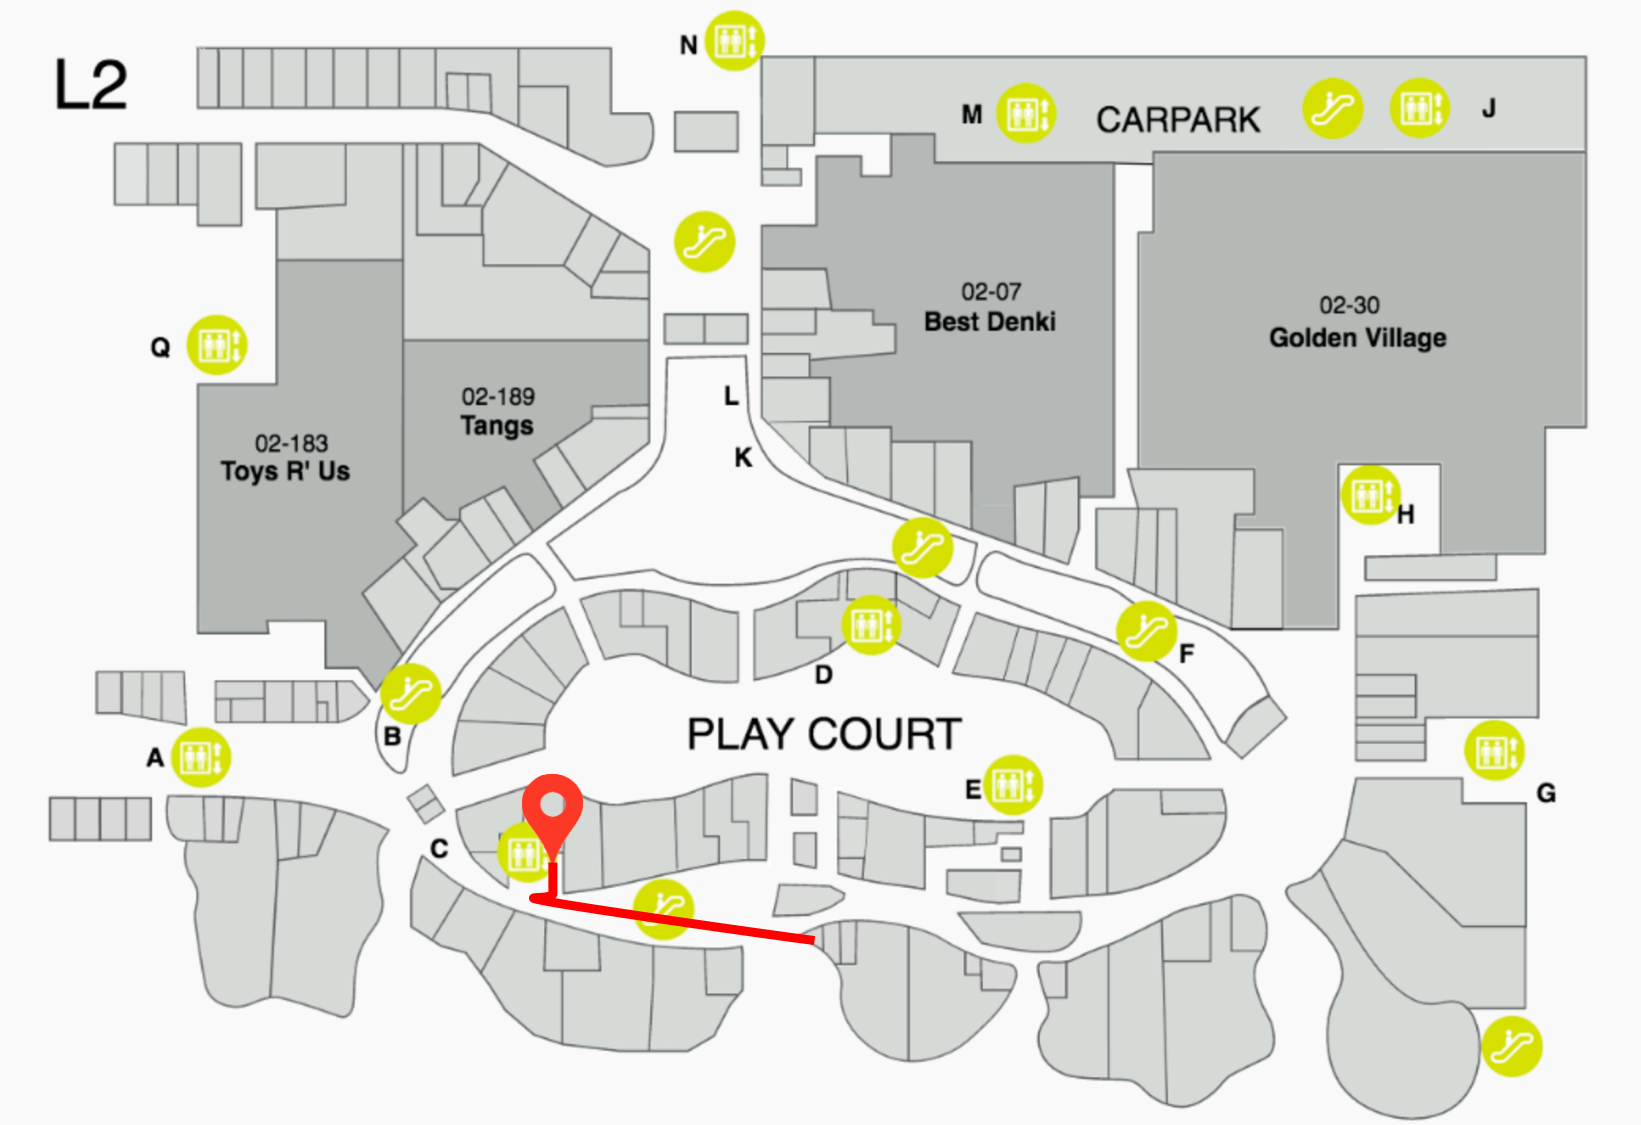 L2
N
M
CARPARK
J
02-07
Best Denki
02-30
Golden Village
Q
02-189
Tangs
L
02-183
Toys R' Us
K
H
F
D
B
PLAY COURT
A
E
G
C